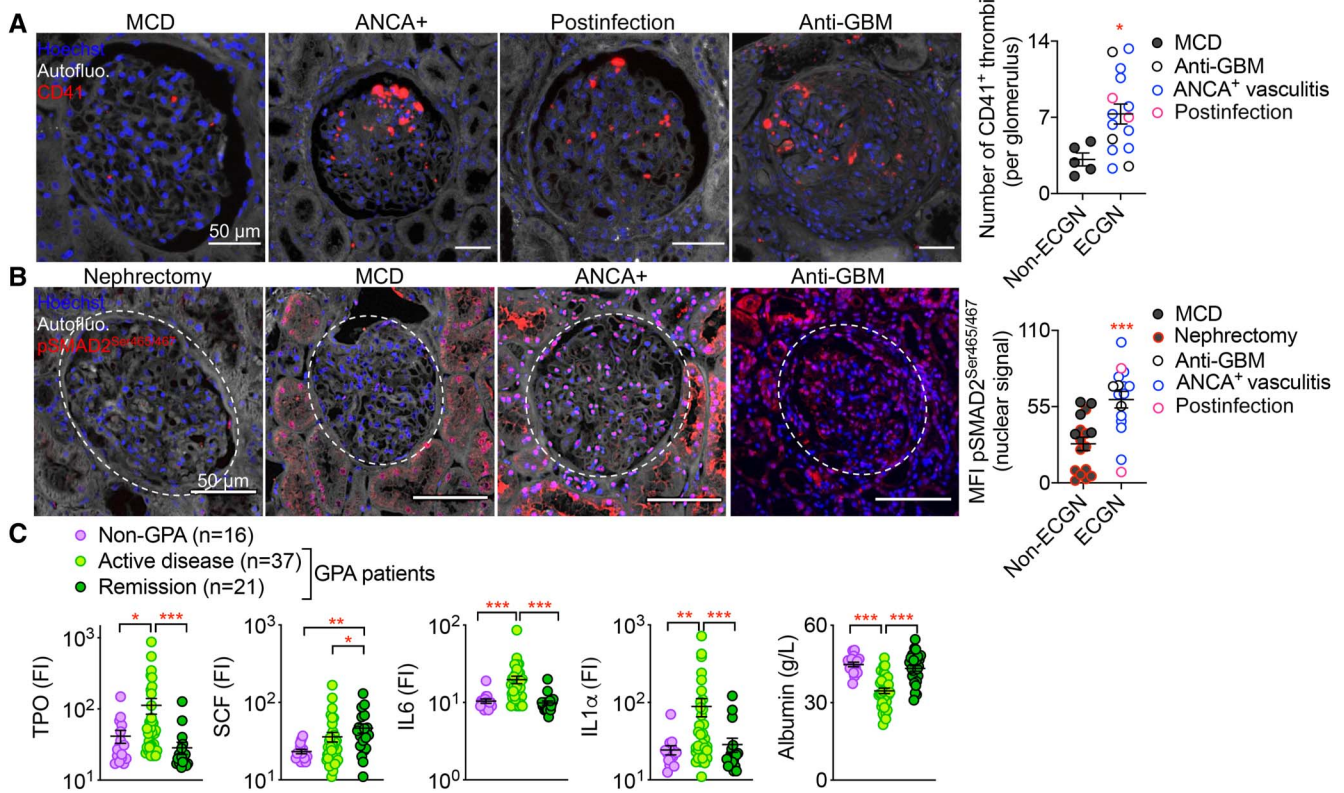 A
MCD
ANCA+
Postinfection
Anti-GBM
Hoechst
Autofluo.
CD41
50 µm
Number of CD41⁺ thrombi
(per glomerulus)
14
7
0
*
Non-ECGN
ECGN
MCD
Anti-GBM
ANCA⁺ vasculitis
Postinfection
B
Nephrectomy
MCD
ANCA+
Anti-GBM
Hoechst
Autofluo.
pSMAD2Ser465/467
50 µm
MFI pSMAD2Ser465/467
(nuclear signal)
110
55
0
***
Non-ECGN
ECGN
MCD
Nephrectomy
Anti-GBM
ANCA⁺ vasculitis
Postinfection
C
Non-GPA (n=16)
Active disease (n=37)
Remission (n=21)
GPA patients
TPO (FI)
10³
10²
10¹
* ***
SCF (FI)
10³
10²
10¹
**
*
IL6 (FI)
10²
10¹
10⁰
*** ***
IL1α (FI)
10³
10²
10¹
** ***
Albumin (g/L)
60
30
0
*** ***